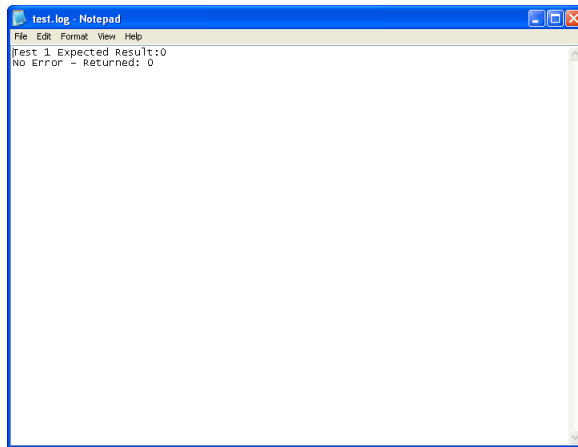 test.log - Notepad
File Edit Format View Help
Test 1 Expected Result:0
No Error - Returned: 0